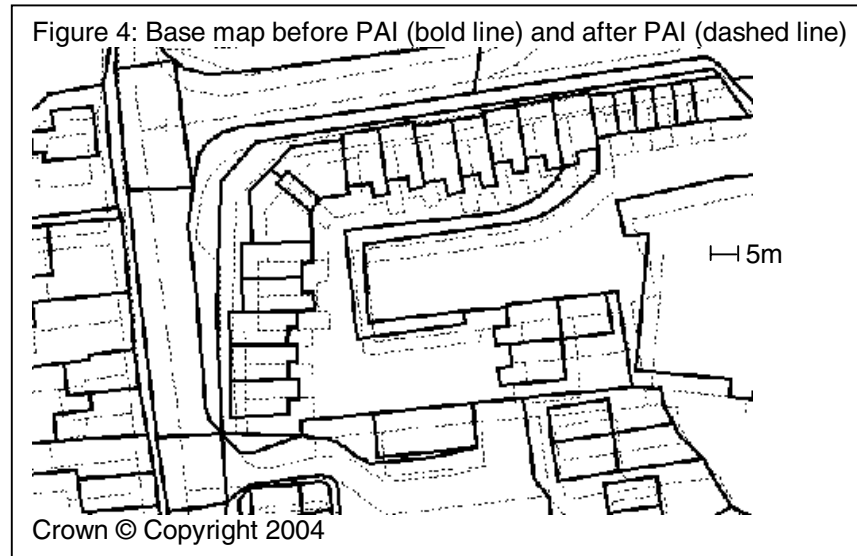 Figure 4: Base map before PAI (bold line) and after PAI (dashed line)
5m
Crown © Copyright 2004